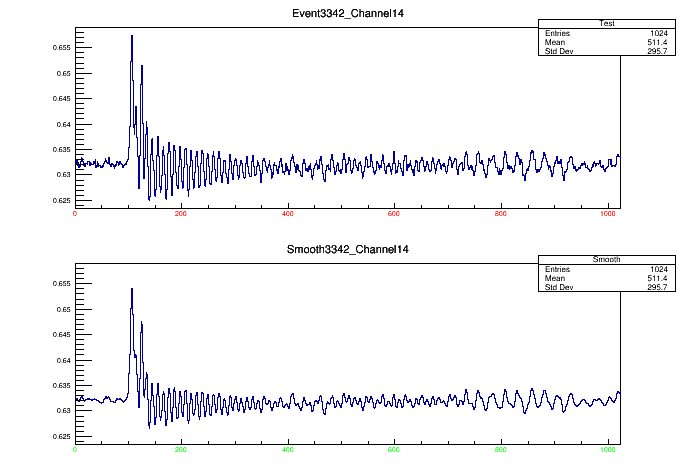 Event3342_Channel14
Test
Entries 1024
Mean 511.4
Std Dev 295.7
0.655
0.65
0.645
0.64
0.635
0.63
0.625
0 200 400 600 800 1000
Smooth3342_Channel14
Smooth
Entries 1024
Mean 511.4
Std Dev 295.7
0.655
0.65
0.645
0.64
0.635
0.63
0.625
0 200 400 600 800 1000